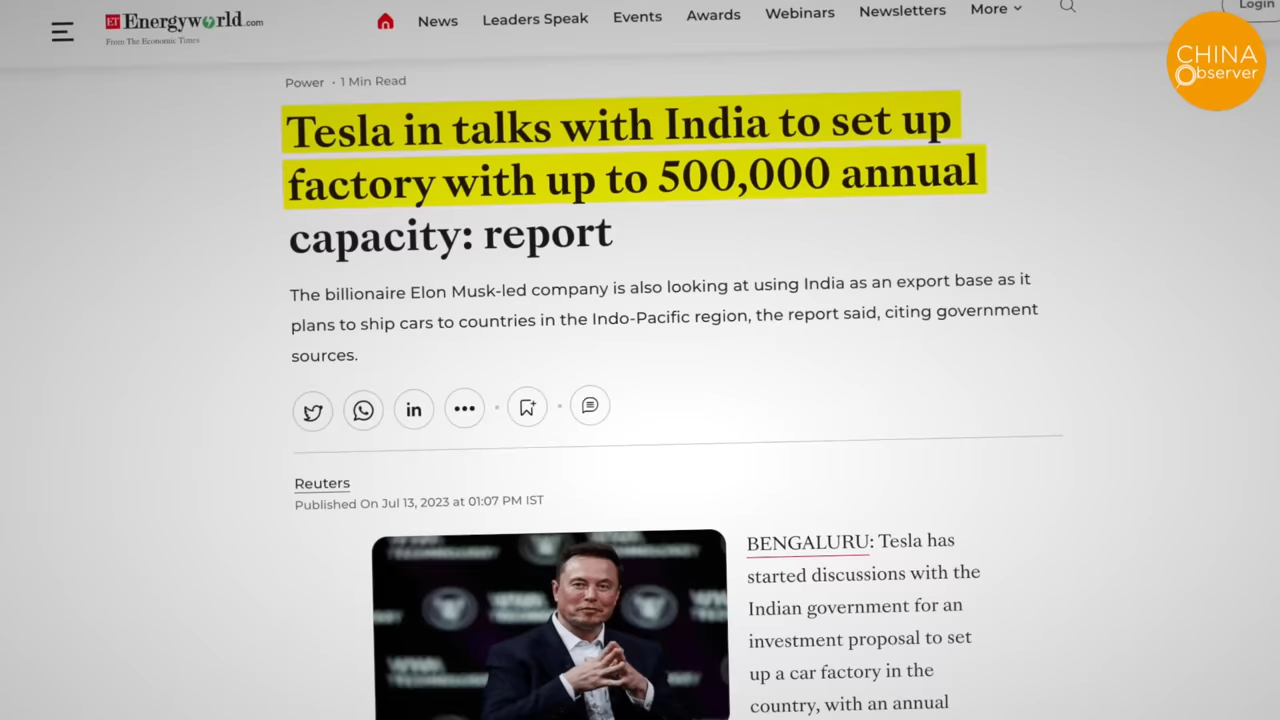 ET Energyworld.com
From The Economic Times
News Leaders Speak Events Awards Webinars Newsletters More
Login
CHINA
Observer
Power • 1 Min Read
Tesla in talks with India to set up
factory with up to 500,000 annual
capacity: report
The billionaire Elon Musk-led company is also looking at using India as an export base as it
plans to ship cars to countries in the Indo-Pacific region, the report said, citing government
sources.
in
Reuters
Published On Jul 13, 2023 at 01:07 PM IST
BENGALURU: Tesla has
started discussions with the
Indian government for an
investment proposal to set
up a car factory in the
country, with an annual